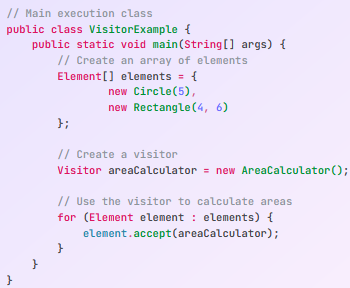 // Main execution class
public class VisitorExample {
    public static void main(String[] args) {
        // Create an array of elements
        Element[] elements = {
                new Circle(5),
                new Rectangle(4, 6)
        };

        // Create a visitor
        Visitor areaCalculator = new AreaCalculator();

        // Use the visitor to calculate areas
        for (Element element : elements) {
            element.accept(areaCalculator);
        }
    }
}